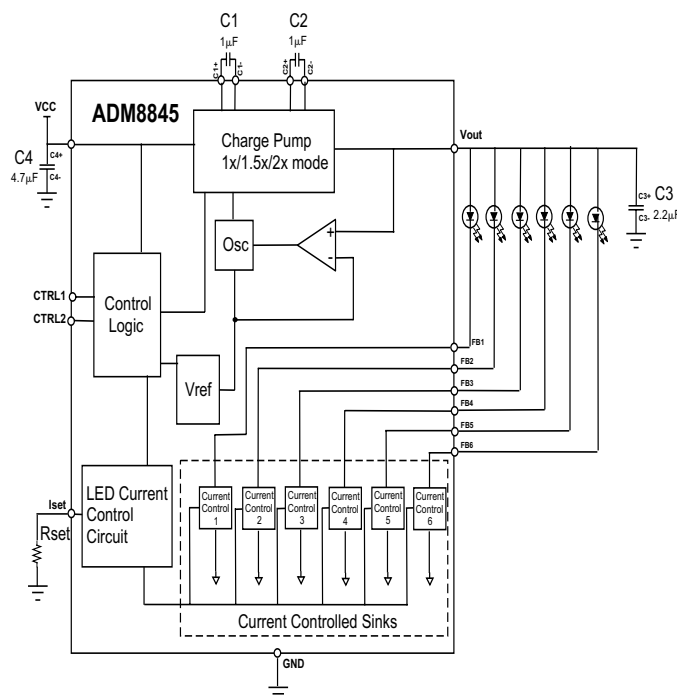 C1
1µF
C2
1µF
C1+
C1-
C2+
C2-
VCC
ADM8845
Charge Pump
1x/1.5x/2x mode
Vout
C4
C4+
C4-
4.7µF
C3+
C3
C3-
2.2µF
Osc
+
-
CTRL1
CTRL2
Control
Logic
Vref
FB1
FB2
FB3
FB4
FB5
FB6
Iset
Rset
LED Current
Control
Circuit
Current
Control
1
Current
Control
2
Current
Control
3
Current
Control
4
Current
Control
5
Current
Control
6
Current Controlled Sinks
GND